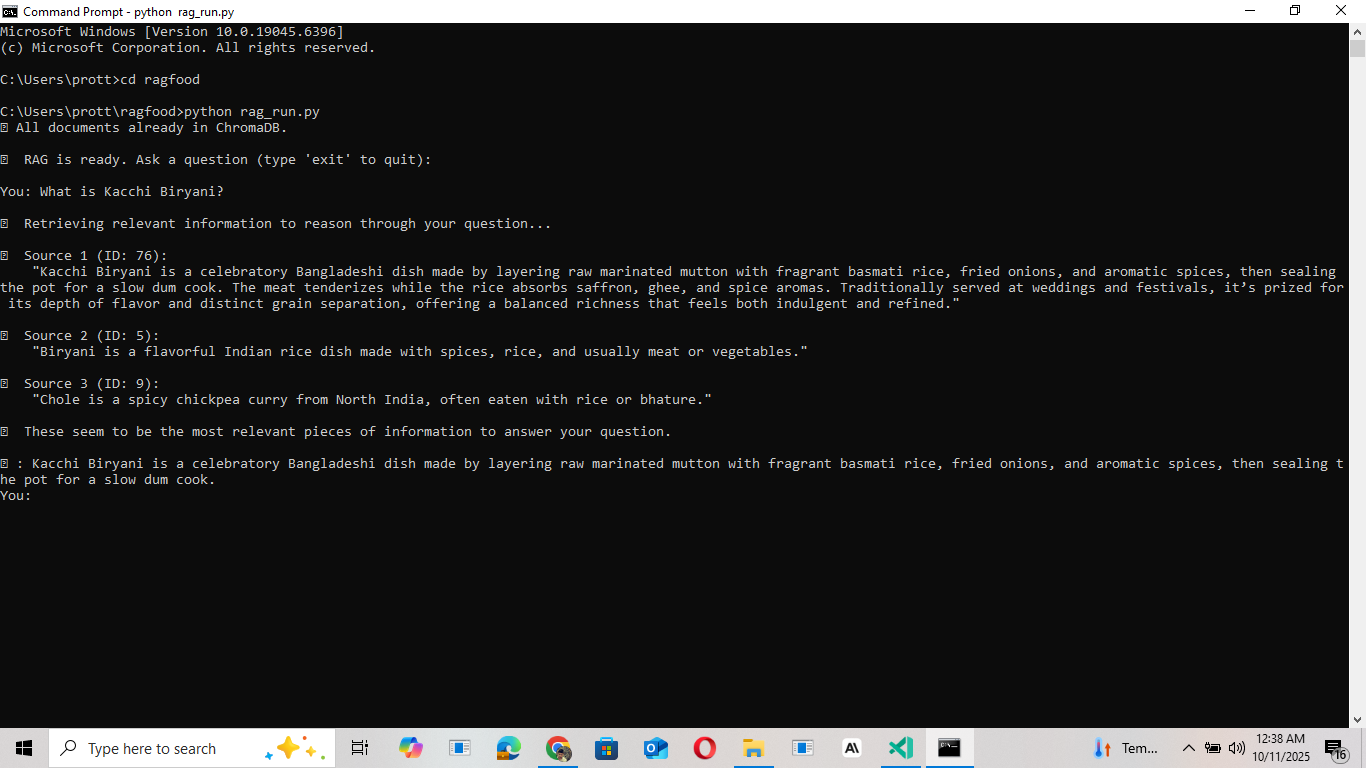 Command Prompt - python  rag_run.py
Microsoft Windows [Version 10.0.19045.6396]
(c) Microsoft Corporation. All rights reserved.
C:\Users\prott>cd ragfood
C:\Users\prott\ragfood>python rag_run.py
All documents already in ChromaDB.
RAG is ready. Ask a question (type 'exit' to quit):
You: What is Kacchi Biryani?
Retrieving relevant information to reason through your question...
Source 1 (ID: 76):
"Kacchi Biryani is a celebratory Bangladeshi dish made by layering raw marinated mutton with fragrant basmati rice, fried onions, and aromatic spices, then sealing
the pot for a slow dum cook. The meat tenderizes while the rice absorbs saffron, ghee, and spice aromas. Traditionally served at weddings and festivals, it’s prized for
its depth of flavor and distinct grain separation, offering a balanced richness that feels both indulgent and refined."
Source 2 (ID: 5):
"Biryani is a flavorful Indian rice dish made with spices, rice, and usually meat or vegetables."
Source 3 (ID: 9):
"Chole is a spicy chickpea curry from North India, often eaten with rice or bhature."
These seem to be the most relevant pieces of information to answer your question.
: Kacchi Biryani is a celebratory Bangladeshi dish made by layering raw marinated mutton with fragrant basmati rice, fried onions, and aromatic spices, then sealing t
he pot for a slow dum cook.
You:
Type here to search
Tem...
12:38 AM
10/11/2025
16